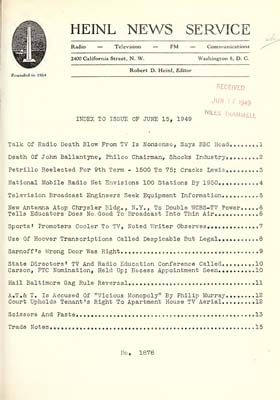 HEINL NEWS SERVICE
Radio — Television — FM — Communications
2400 California Street, N. W. Washington 8, D. C.
Robert D. Heinl, Editor
Founded in 1924
RECEIVED
JUN 17 1949
NILES TRAMMELL
INDEX TO ISSUE OF JUNE 15, 1949
Talk Of Radio Death Blow From TV Is Nonsense, Says BBC Head........1
Death Of John Ballantyne, Philco Chairman, Shocks Industry........2
Petrillo Reelected For 9th Term - 1500 To 75; Cracks Lewis........3
National Mobile Radio Net Envisions 100 Stations By 1950........4
Television Broadcast Engineers Seek Equipment Information........5
New Antenna Atop Chrysler Bldg., N.Y., To Double WCBS-TV Power........6
Tells Educators Does No Good To Broadcast Into Thin Air........6
Sports' Promoters Cooler To TV, Noted Writer Observes........7
Use Of Hoover Transcriptions Called Despicable But Legal........8
Sarnoff's Wrong Door Was Right........9
State Directors' TV And Radio Education Conference Called........10
Carson, FTC Nomination, Held Up; Recess Appointment Seen........10
Hail Baltimore Gag Rule Reversal........11
A.T.& T. Is Accused Of "Vicious Monopoly" By Philip Murray........12
Court Upholds Tenant's Right To Apartment House TV Aerial........12
Scissors And Paste........13
Trade Notes........15
No. 1878